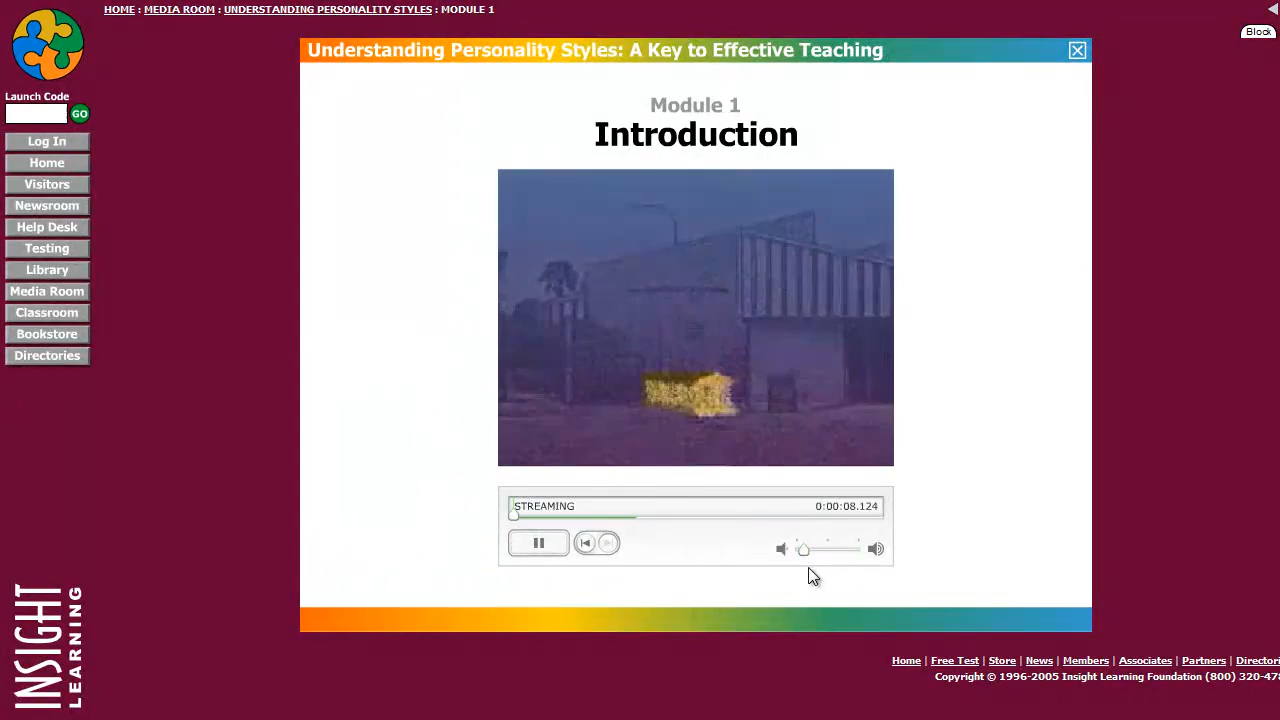 HOME : MEDIA ROOM : UNDERSTANDING PERSONALITY STYLES : MODULE 1
Block
Understanding Personality Styles: A Key to Effective Teaching
Launch Code
GO
Log In
Home
Visitors
Newsroom
Help Desk
Testing
Library
Media Room
Classroom
Bookstore
Directories
Module 1
Introduction
STREAMING 0:00:08.124
INSIGHT
LEARNING
Home | Free Test | Store | News | Members | Associates | Partners | Directori
Copyright © 1996-2005 Insight Learning Foundation (800) 320-478